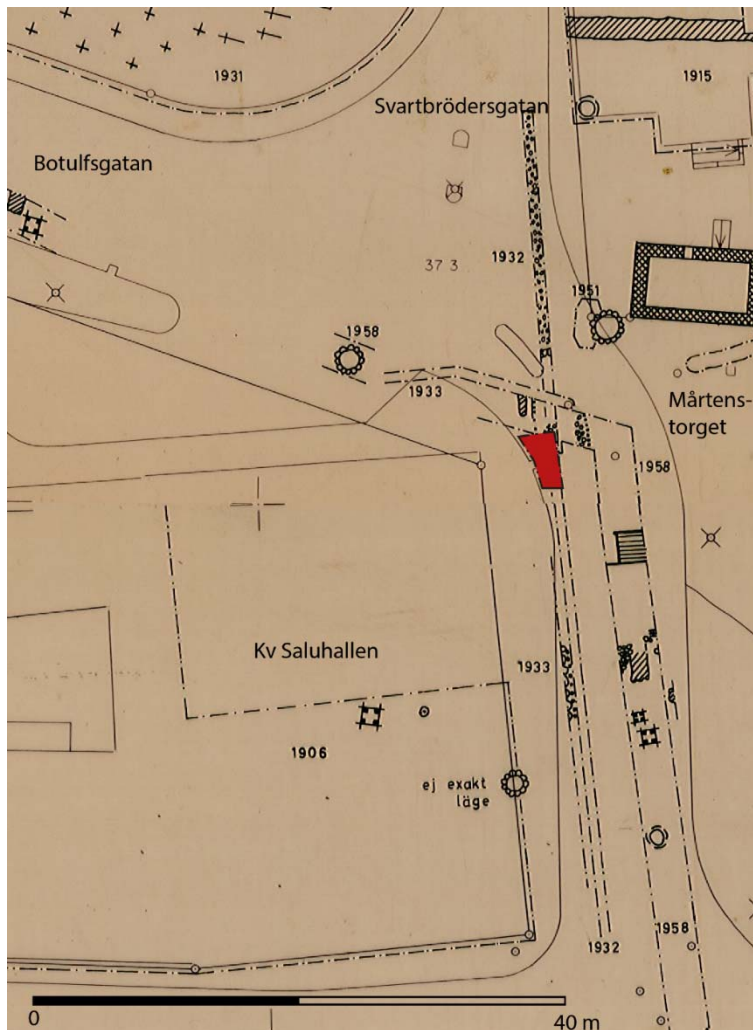 1931
1915
Svartbrödersgatan
Botulfsgatan
1932
37 3
1951
1958
1933
Mårtens-
torget
1958
Kv Saluhallen
1933
1906
ej exakt
läge
1932
1958
0
40 m